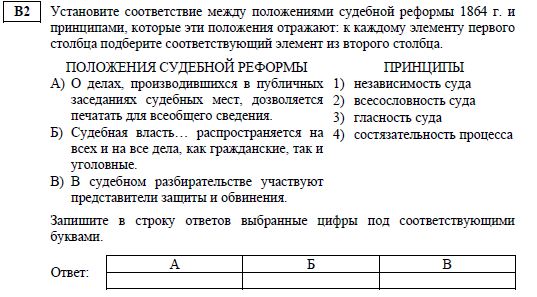 В2
Установите соответствие между положениями судебной реформы 1864 г. и
принципами, которые эти положения отражают: к каждому элементу первого
столбца подберите соответствующий элемент из второго столбца.
ПОЛОЖЕНИЯ СУДЕБНОЙ РЕФОРМЫ
А) О делах, производившихся в публичных
заседаниях судебных мест, дозволяется
печатать для всеобщего сведения.
Б) Судебная власть… распространяется на
всех и на все дела, как гражданские, так и
уголовные.
В) В судебном разбирательстве участвуют
представители защиты и обвинения.
ПРИНЦИПЫ
1) независимость суда
2) всесословность суда
3) гласность суда
4) состязательность процесса
Запишите в строку ответов выбранные цифры под соответствующими
буквами.
Ответ:
А Б В